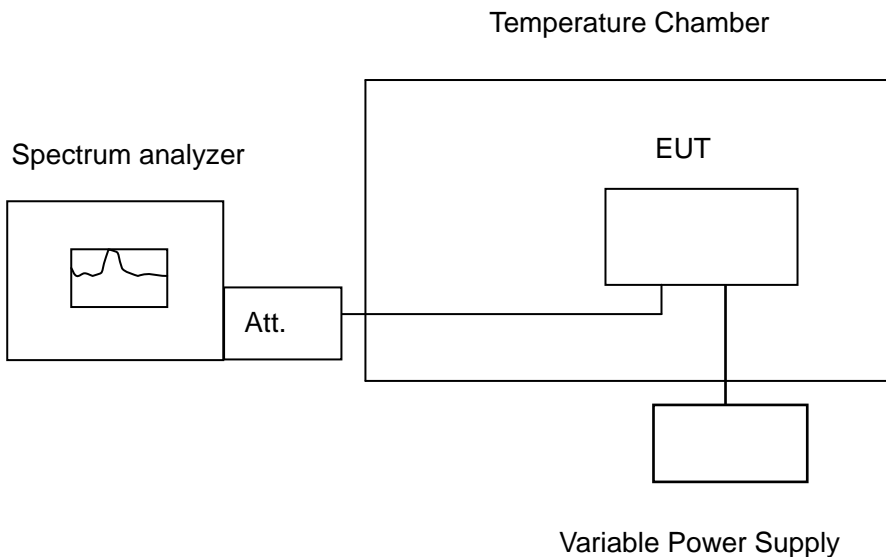 Temperature Chamber
Spectrum analyzer
EUT
Att.
Variable Power Supply